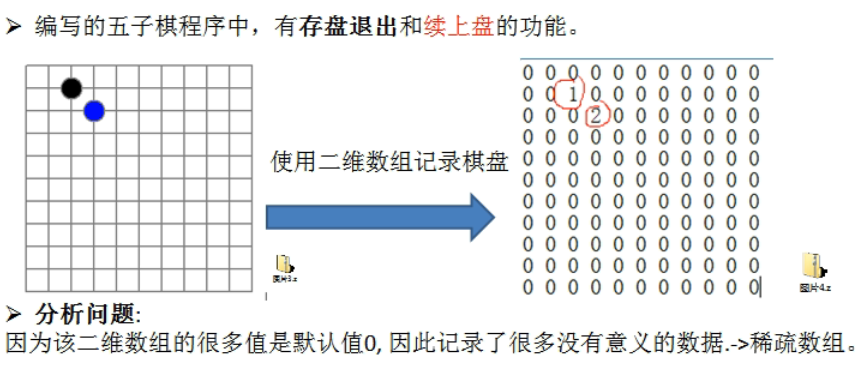 ➢ 编写的五子棋程序中，有存盘退出和续上盘的功能。
0 0 0 0 0 0 0 0 0 0 0
0 0 1 0 0 0 0 0 0 0 0
0 0 0 2 0 0 0 0 0 0 0
0 0 0 0 0 0 0 0 0 0 0
0 0 0 0 0 0 0 0 0 0 0
0 0 0 0 0 0 0 0 0 0 0
0 0 0 0 0 0 0 0 0 0 0
0 0 0 0 0 0 0 0 0 0 0
0 0 0 0 0 0 0 0 0 0 0
0 0 0 0 0 0 0 0 0 0 0
0 0 0 0 0 0 0 0 0 0 0
使用二维数组记录棋盘
图片3.z
图片4.z
➢ 分析问题:
因为该二维数组的很多值是默认值0, 因此记录了很多没有意义的数据.->稀疏数组。